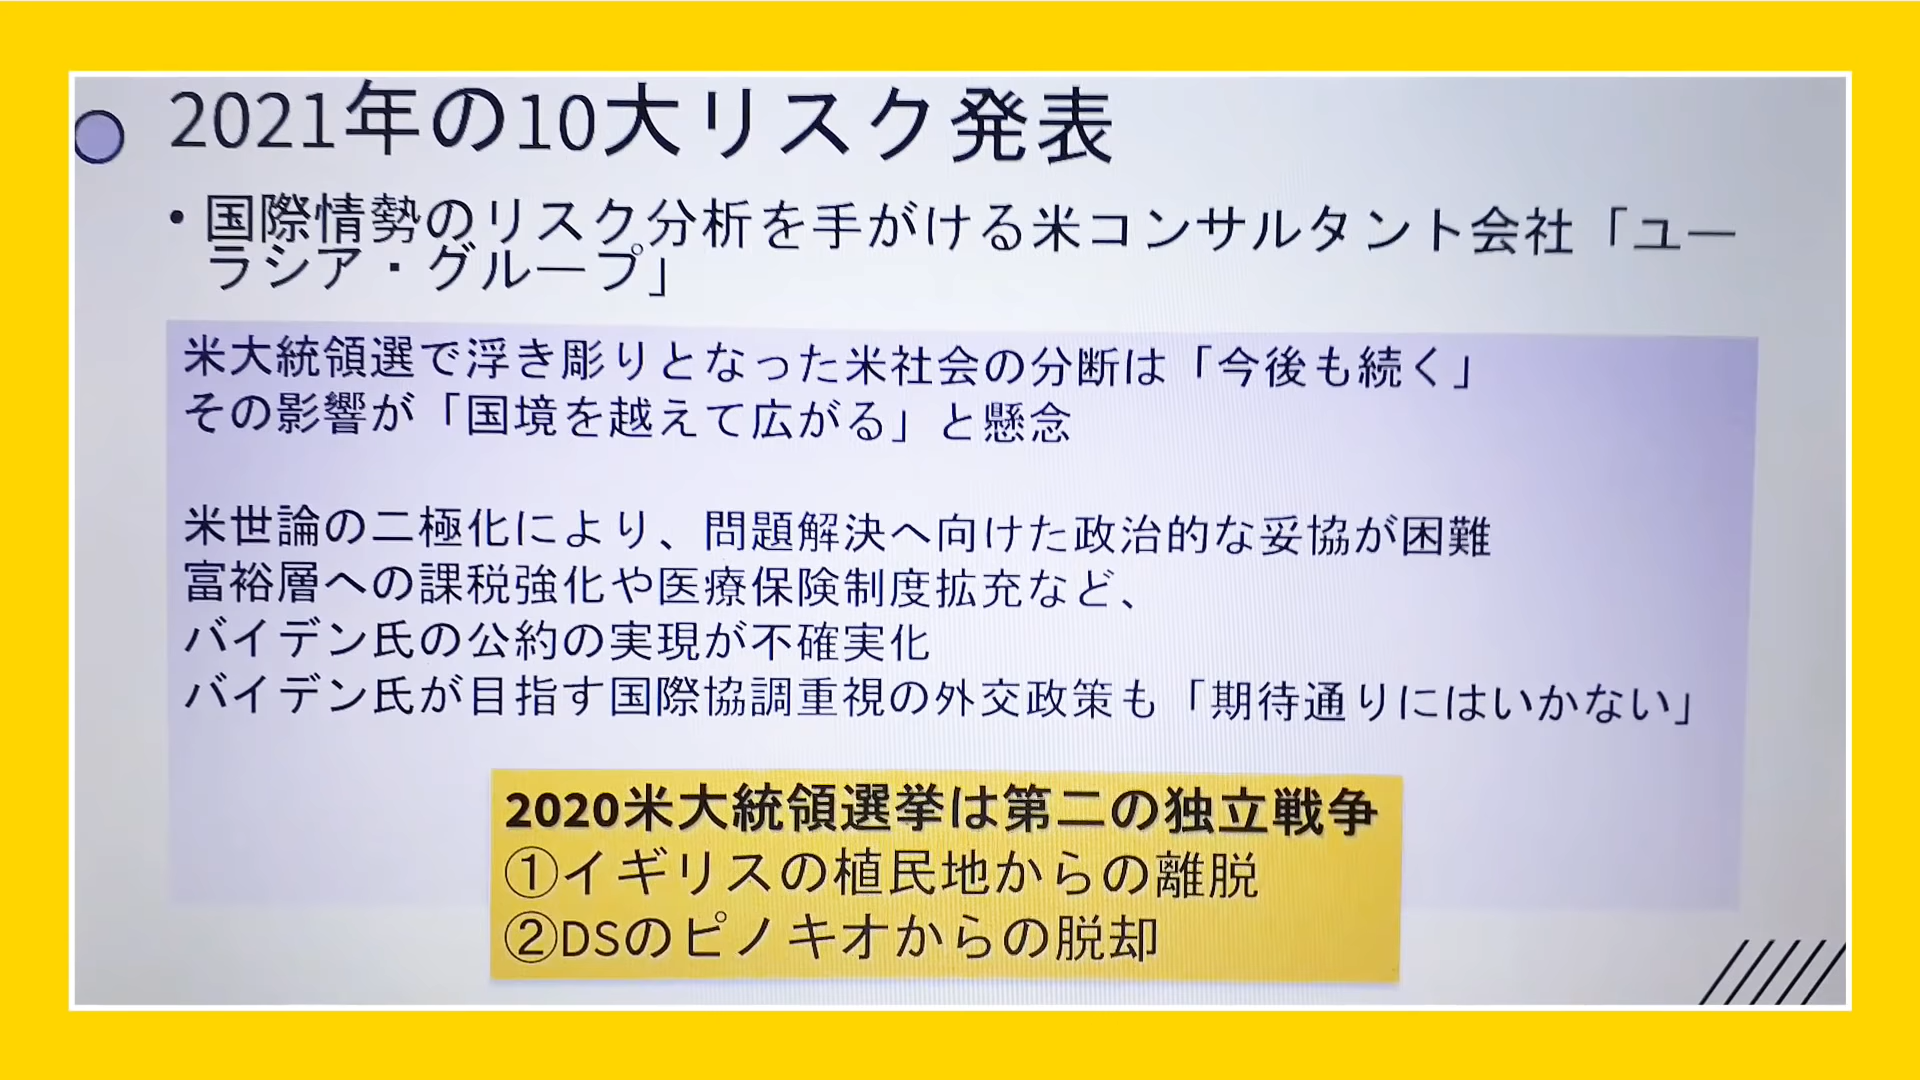 2021年の10大リスク発表
・国際情勢のリスク分析を手がける米コンサルタント会社「ユー
ラシア・グループ」
米大統領選で浮き彫りとなった米社会の分断は「今後も続く」
その影響が「国境を越えて広がる」と懸念
米世論の二極化により、問題解決へ向けた政治的な妥協が困難
富裕層への課税強化や医療保険制度拡充など、
バイデン氏の公約の実現が不確実化
バイデン氏が目指す国際協調重視の外交政策も「期待通りにはいかない」
2020米大統領選挙は第二の独立戦争
①イギリスの植民地からの離脱
②DSのピノキオからの脱却